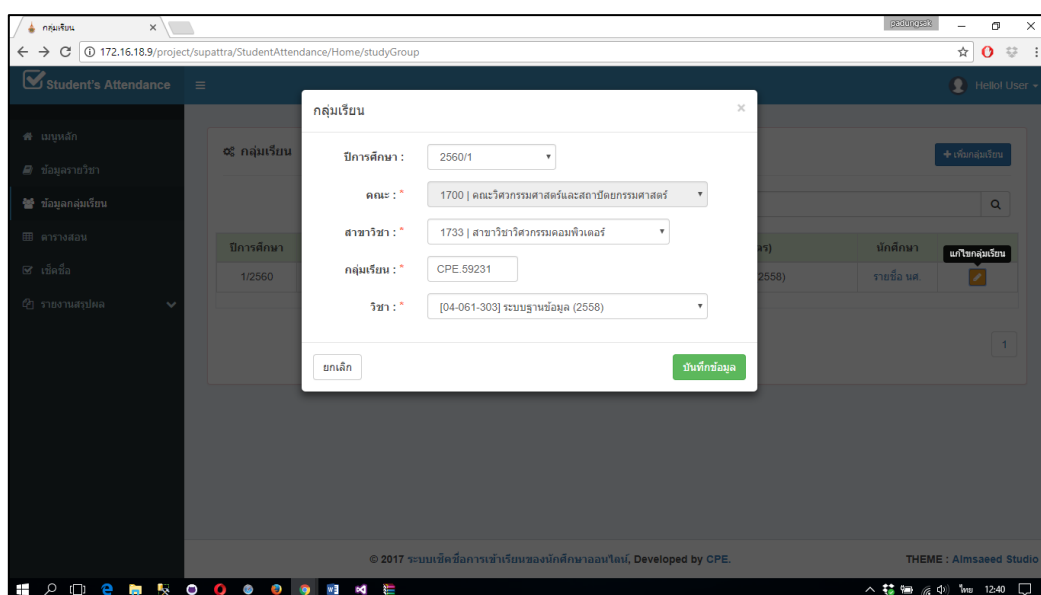 กลุ่มเรียน
padungsak
172.16.18.9/project/supattra/StudentAttendance/Home/studyGroup
Student's Attendance
Hello! User
กลุ่มเรียน ×
เมนูหลัก
ข้อมูลรายวิชา
ข้อมูลกลุ่มเรียน
ตารางสอน
เช็คชื่อ
รายงานสรุปผล
กลุ่มเรียน
+ เพิ่มกลุ่มเรียน
ปีการศึกษา : 2560/1
คณะ : * 1700 | คณะวิศวกรรมศาสตร์และสถาปัตยกรรมศาสตร์
สาขาวิชา : * 1733 | สาขาวิชาวิศวกรรมคอมพิวเตอร์
กลุ่มเรียน : * CPE.59231
วิชา : * [04-061-303] ระบบฐานข้อมูล (2558)
ยกเลิก
บันทึกข้อมูล
ปีการศึกษา
นักศึกษา
แก้ไขกลุ่มเรียน
1/2560
2558)
รายชื่อ นศ.
1
© 2017 ระบบเช็คชื่อการเข้าเรียนของนักศึกษาออนไลน์, Developed by CPE.
THEME : Almsaeed Studio
ไทย 12:40